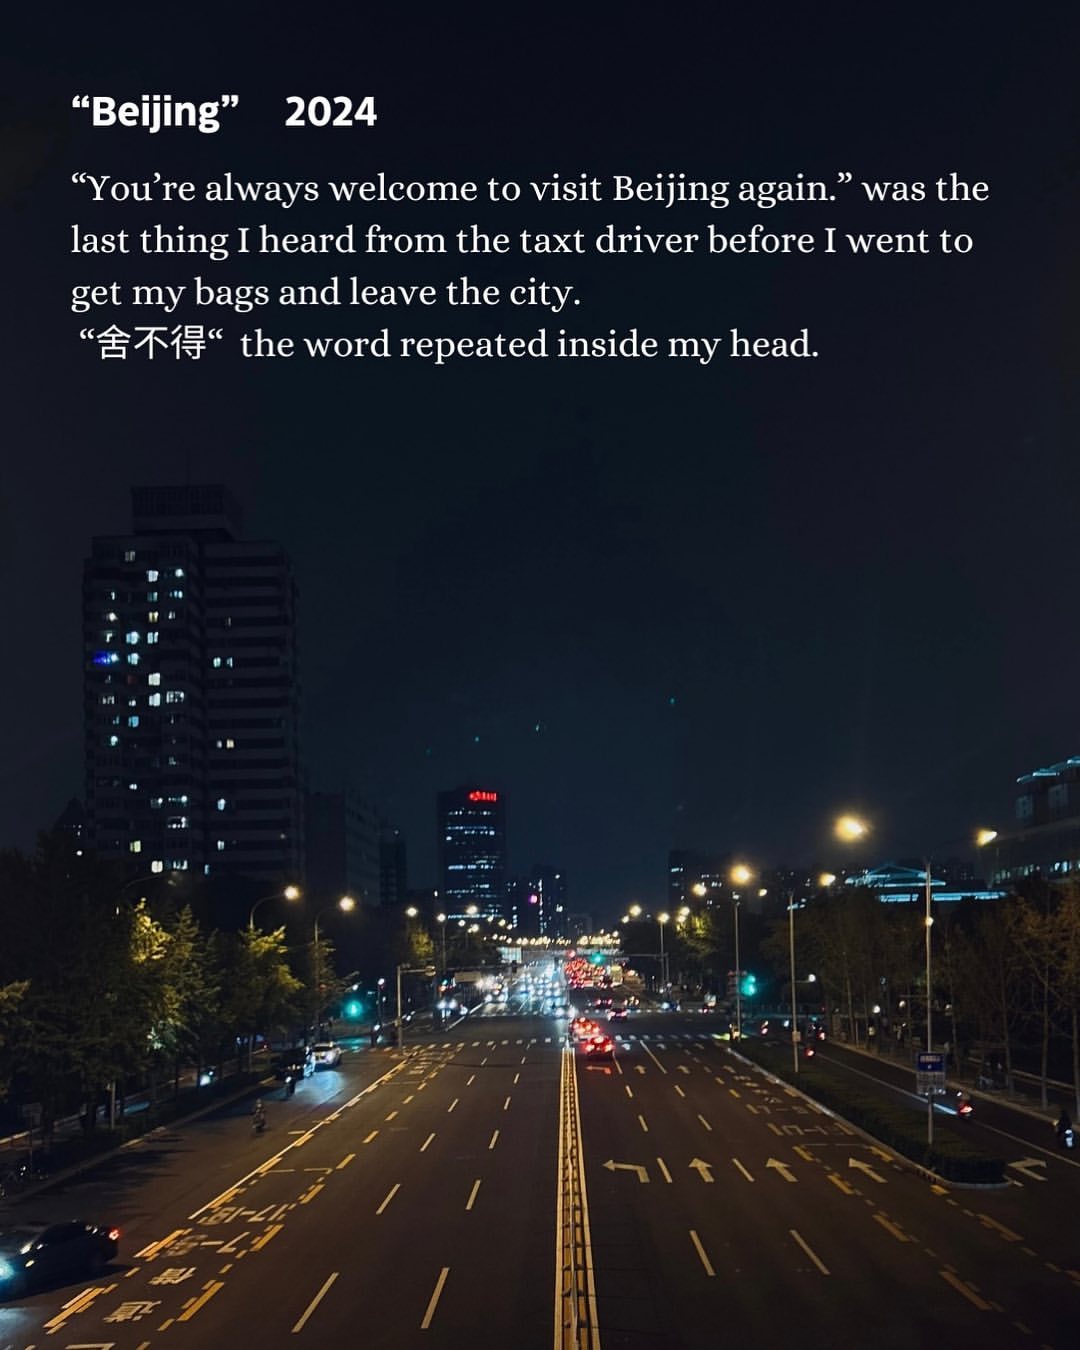 “Beijing” 2024
“You’re always welcome to visit Beijing again.” was the
last thing I heard from the taxt driver before I went to
get my bags and leave the city.
“舍不得“ the word repeated inside my head.
道